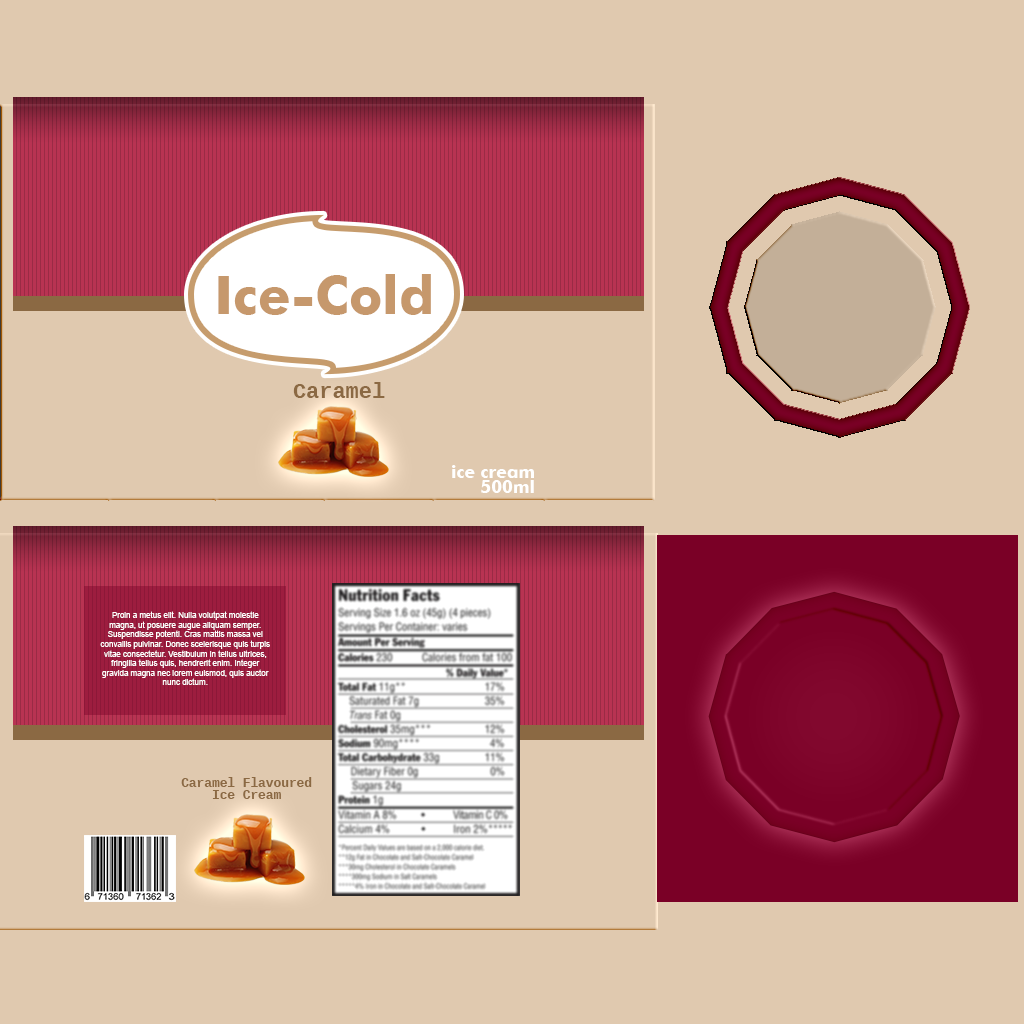 Ice-Cold
Caramel
ice cream
500ml
Proin a metus elit. Nulla volutpat molestie
magna, ut posuere augue aliquam semper.
Suspendisse potenti. Cras mattis massa vel
convallis pulvinar. Donec scelerisque quis turpis
vitae consectetur. Vestibulum in tellus ultrices,
fringilla tellus quis, hendrerit enim. Integer
gravida magna nec lorem euismod, quis auctor
nunc dictum.
Caramel Flavoured
Ice Cream
6 71360 71362 3
Nutrition Facts
Serving Size 1.6 oz (45g) (4 pieces)
Servings Per Container: varies
Amount Per Serving
Calories 230 Calories from fat 100
% Daily Value*
Total Fat 11g** 17%
Saturated Fat 7g 35%
Trans Fat 0g
Cholesterol 35mg*** 12%
Sodium 90mg**** 4%
Total Carbohydrate 33g 11%
Dietary Fiber 0g 0%
Sugars 24g
Protein 1g
Vitamin A 8% • Vitamin C 0%
Calcium 4% • Iron 2%*****
*Percent Daily Values are based on a 2,000 calorie diet.
**12g Fat in Chocolate and Salt-Chocolate Caramel
***30mg Cholesterol in Chocolate Caramels
****300mg Sodium in Salt Caramels
*****4% Iron in Chocolate and Salt-Chocolate Caramel